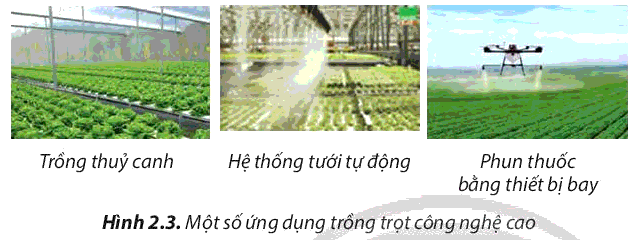 Trồng thuỷ canh
Hệ thống tưới tự động
Phun thuốc
bằng thiết bị bay
Hình 2.3. Một số ứng dụng trồng trọt công nghệ cao